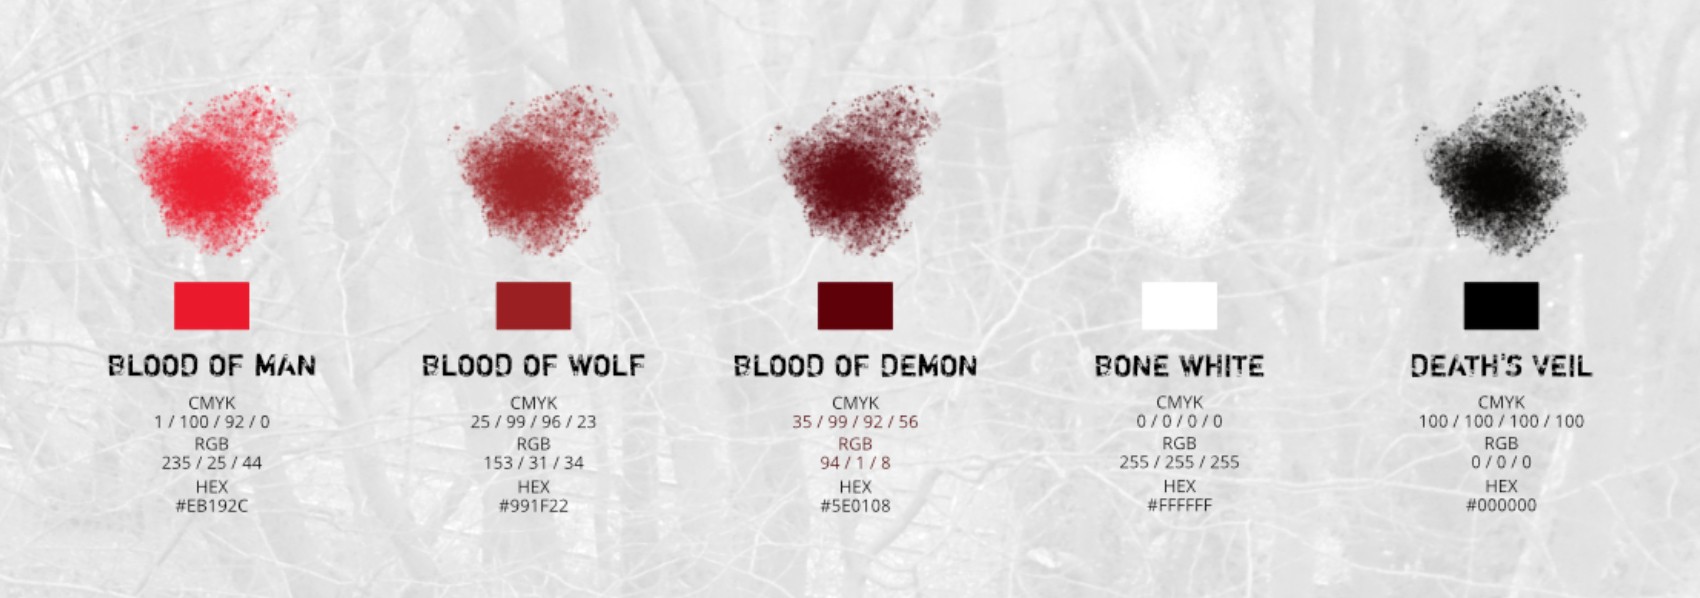 BLOOD OF MAN
CMYK
1 / 100 / 92 / 0
RGB
235 / 25 / 44
HEX
#EB192C
BLOOD OF WOLF
CMYK
25 / 99 / 96 / 23
RGB
153 / 31 / 34
HEX
#991F22
BLOOD OF DEMON
CMYK
35 / 99 / 92 / 56
RGB
94 / 1 / 8
HEX
#5E0108
BONE WHITE
CMYK
0 / 0 / 0 / 0
RGB
255 / 255 / 255
HEX
#FFFFFF
DEATH'S VEIL
CMYK
100 / 100 / 100 / 100
RGB
0 / 0 / 0
HEX
#000000